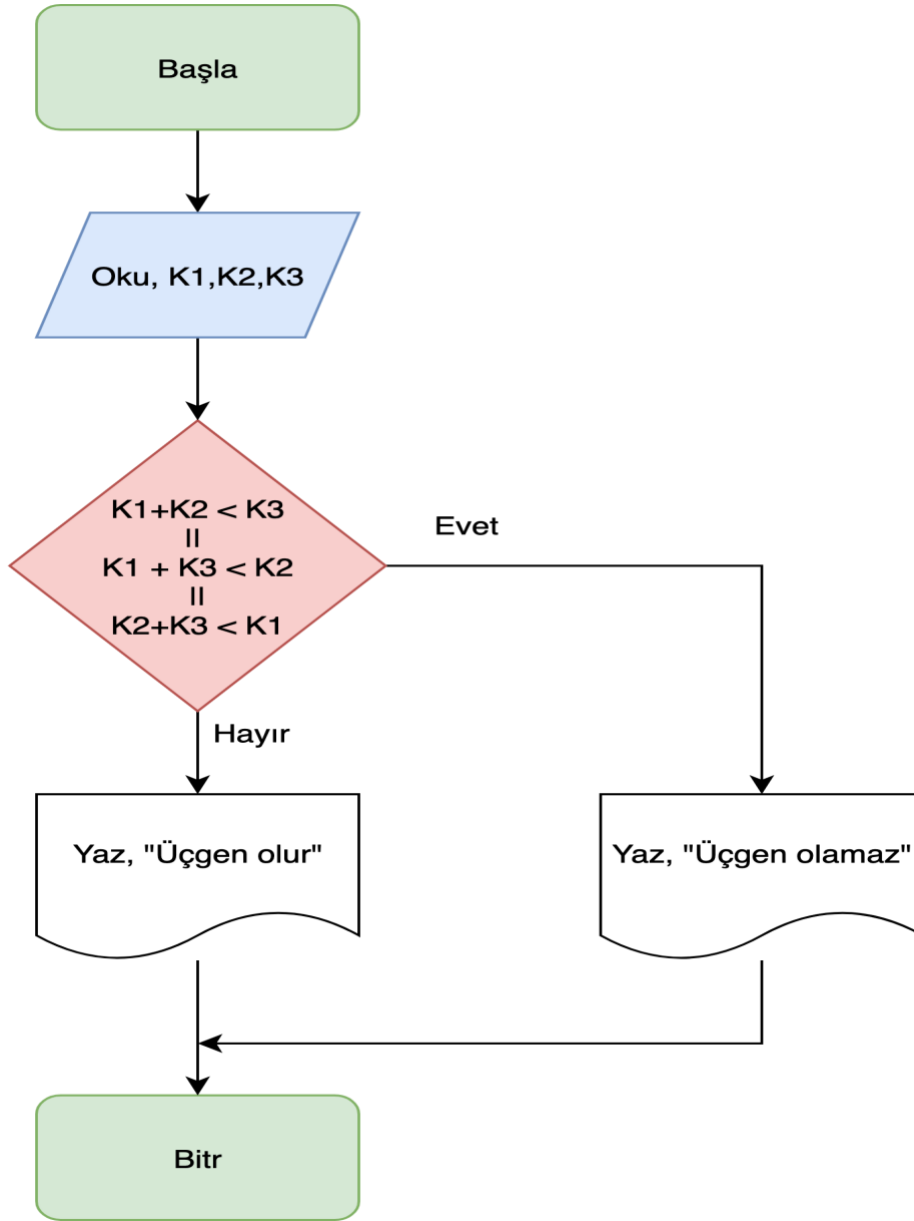 Başla
Oku, K1,K2,K3
K1+K2 < K3
||
K1 + K3 < K2
||
K2+K3 < K1
Evet
Hayır
Yaz, "Üçgen olur"
Yaz, "Üçgen olamaz"
Bitr